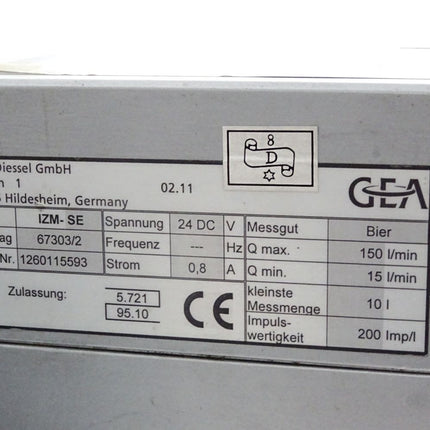 Diessel GmbH
1
Hildesheim, Germany
02.11
8
D
GEA
IZM- SE
Spannung 24 DC V
Messgut Bier
67303/2
Frequenz --- Hz
Q max. 150 l/min
Nr. 1260115593
Strom 0,8 A
Q min. 15 l/min
Zulassung: 5.721
95.10
CE
kleinste
Messmenge 10 l
Impuls-
wertigkeit 200 Imp/l